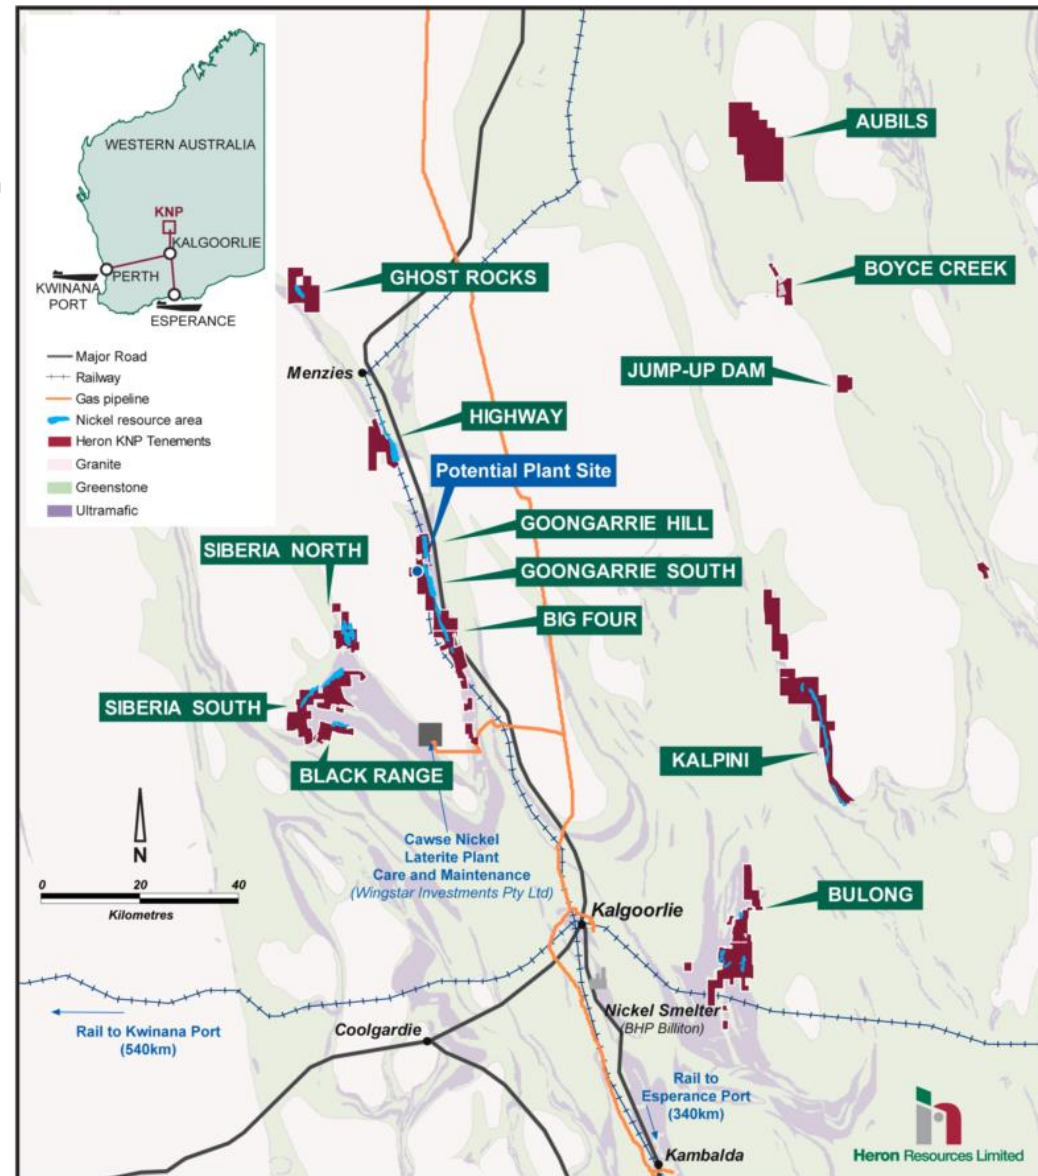 WESTERN AUSTRALIA
KNP
KALGOORLIE
PERTH
KWINANA
PORT
ESPERANCE
Major Road
Railway
Gas pipeline
Nickel resource area
Heron KNP Tenements
Granite
Greenstone
Ultramafic
AUBILS
GHOST ROCKS
BOYCE CREEK
Menzies
JUMP-UP DAM
HIGHWAY
Potential Plant Site
GOONGARRIE HILL
SIBERIA NORTH
GOONGARRIE SOUTH
BIG FOUR
SIBERIA SOUTH
KALPINI
BLACK RANGE
N
0 20 40
Kilometres
Cawse Nickel
Laterite Plant
Care and Maintenance
(Wingstar Investments Pty Ltd)
BULONG
Kalgoorlie
Nickel Smelter
(BHP Billiton)
Rail to Kwinana Port
(540km)
Coolgardie
Rail to
Esperance Port
(340km)
Kambalda
Heron Resources Limited